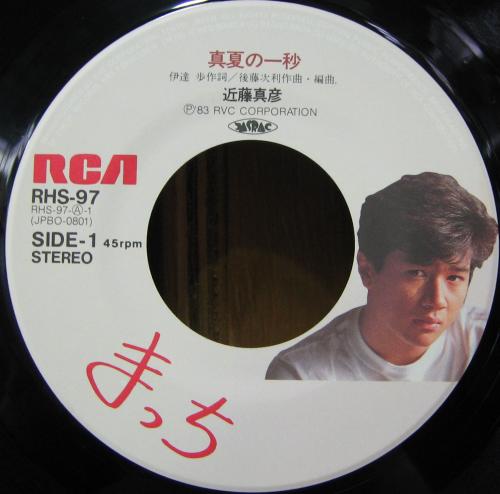 真夏の一秒
伊達 歩作詞／後藤次利作曲・編曲.
近藤真彦
Ⓟ'83 RVC CORPORATION
JASRAC
RCA
RHS-97
RHS-97-Ⓐ-1
(JPBO-0801)
SIDE-1 45rpm
STEREO
まっち